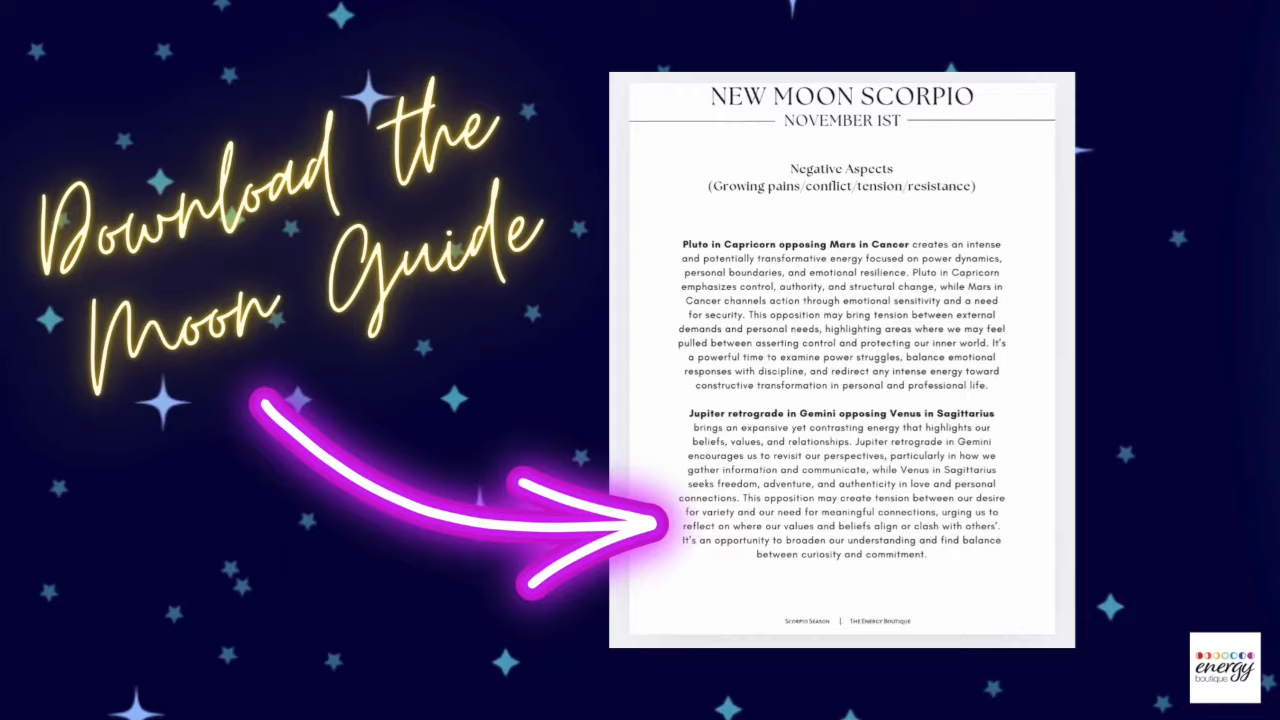 Download the
Moon Guide
NEW MOON SCORPIO
NOVEMBER 1ST
Negative Aspects
(Growing pains/conflict/tension/resistance)
Pluto in Capricorn opposing Mars in Cancer creates an intense
and potentially transformative energy focused on power dynamics,
personal boundaries, and emotional resilience. Pluto in Capricorn
emphasizes control, authority, and structural change, while Mars in
Cancer channels action through emotional sensitivity and a need
for security. This opposition may bring tension between external
demands and personal needs, highlighting areas where we may feel
pulled between asserting control and protecting our inner world. It's
a powerful time to examine power struggles, balance emotional
responses with discipline, and redirect any intense energy toward
constructive transformation in personal and professional life.
Jupiter retrograde in Gemini opposing Venus in Sagittarius
brings an expansive yet contrasting energy that highlights our
beliefs, values, and relationships. Jupiter retrograde in Gemini
encourages us to revisit our perspectives, particularly in how we
gather information and communicate, while Venus in Sagittarius
seeks freedom, adventure, and authenticity in love and personal
connections. This opposition may create tension between our desire
for variety and our need for meaningful connections, urging us to
reflect on where our values and beliefs align or clash with others'.
It's an opportunity to broaden our understanding and find balance
between curiosity and commitment.
Scorpio Season | The Energy Boutique
energy
boutique